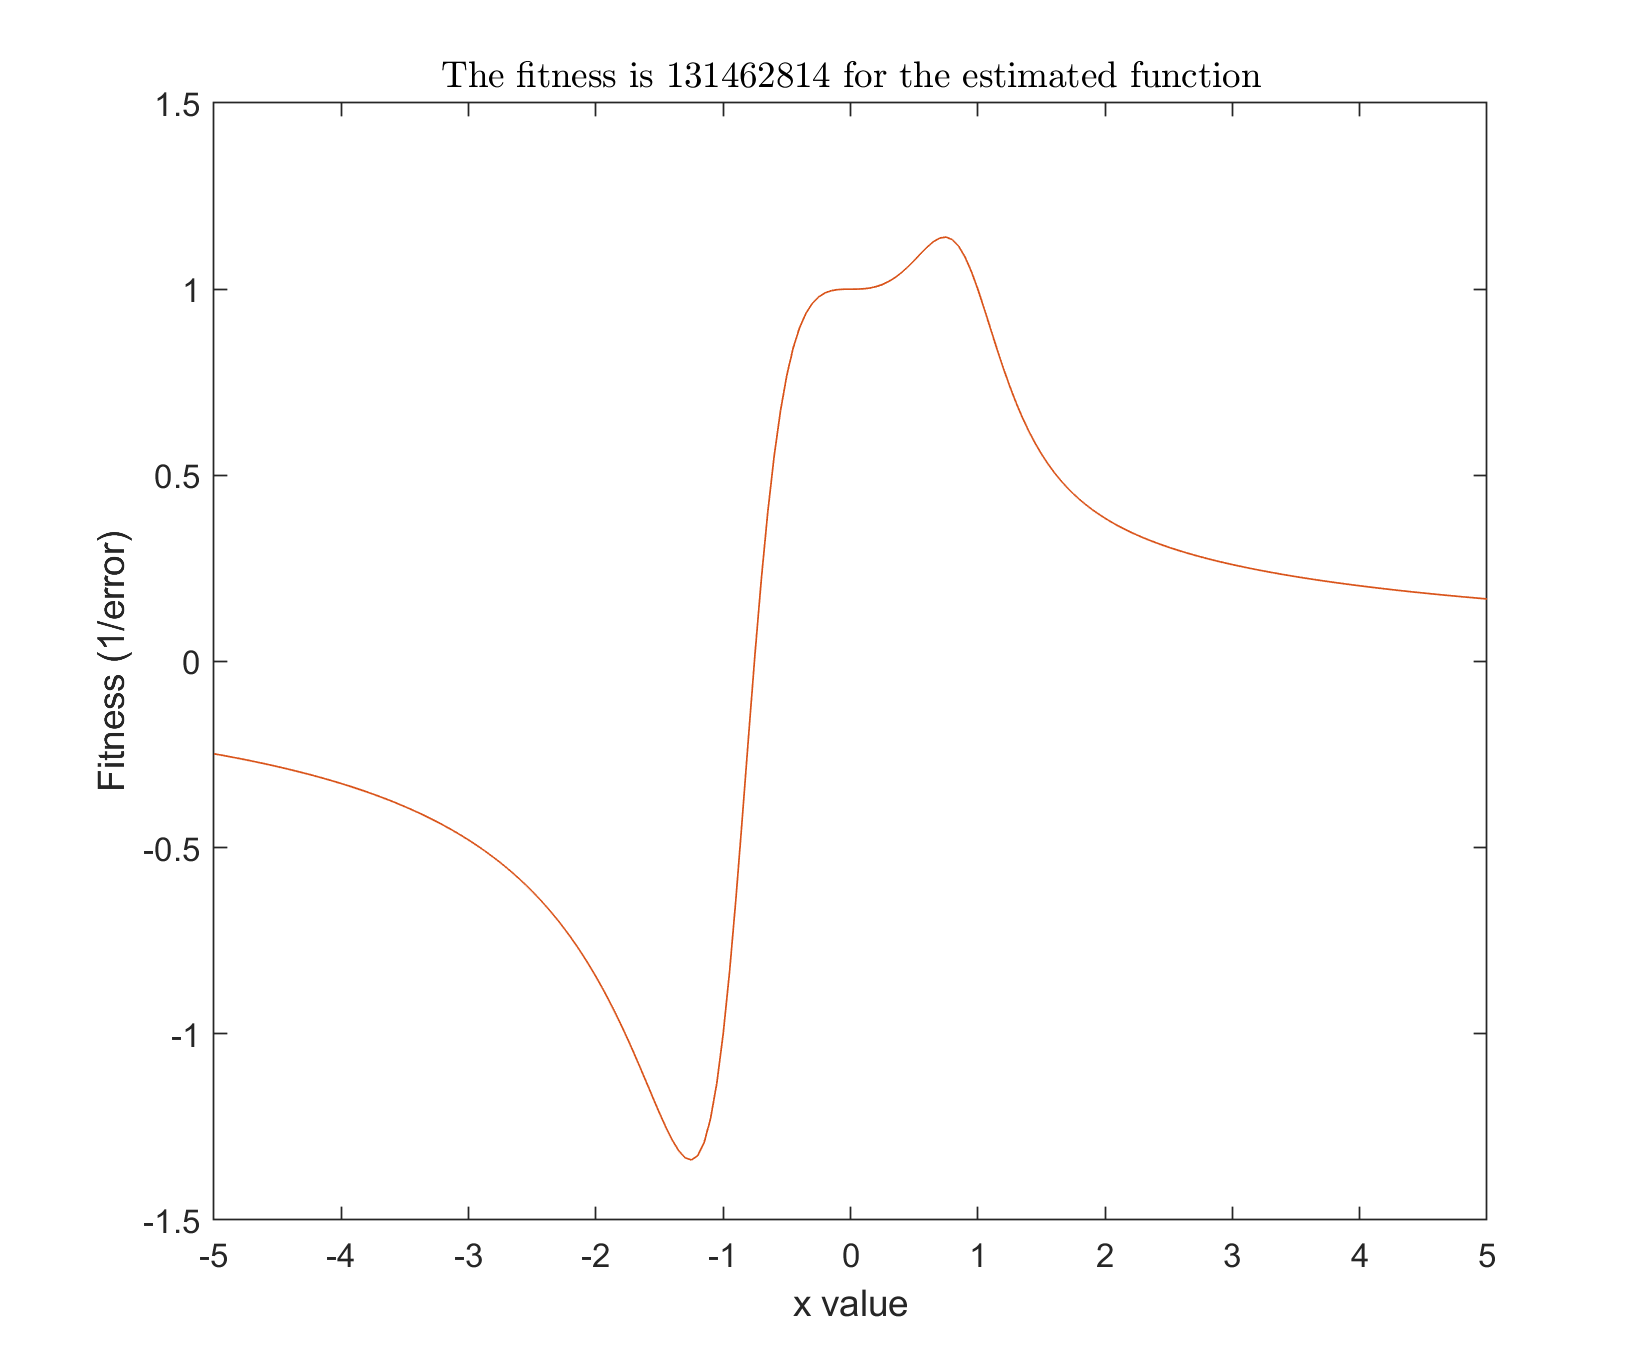 The fitness is 131462814 for the estimated function
1.5
1
0.5
0
-0.5
-1
-1.5
Fitness (1/error)
-5 -4 -3 -2 -1 0 1 2 3 4 5
x value